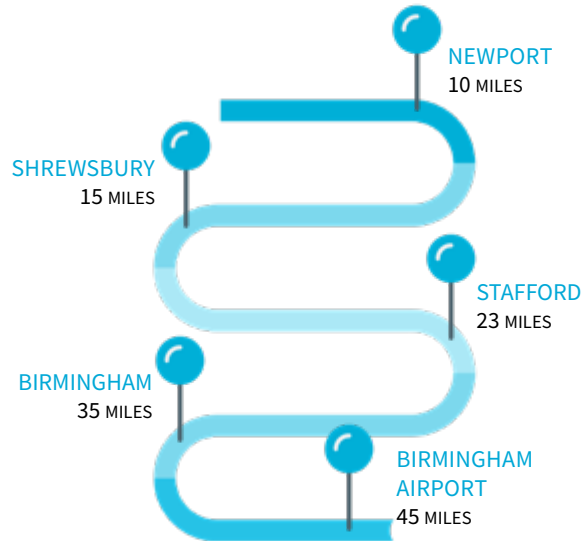 NEWPORT
10 MILES
SHREWSBURY
15 MILES
STAFFORD
23 MILES
BIRMINGHAM
35 MILES
BIRMINGHAM
AIRPORT
45 MILES